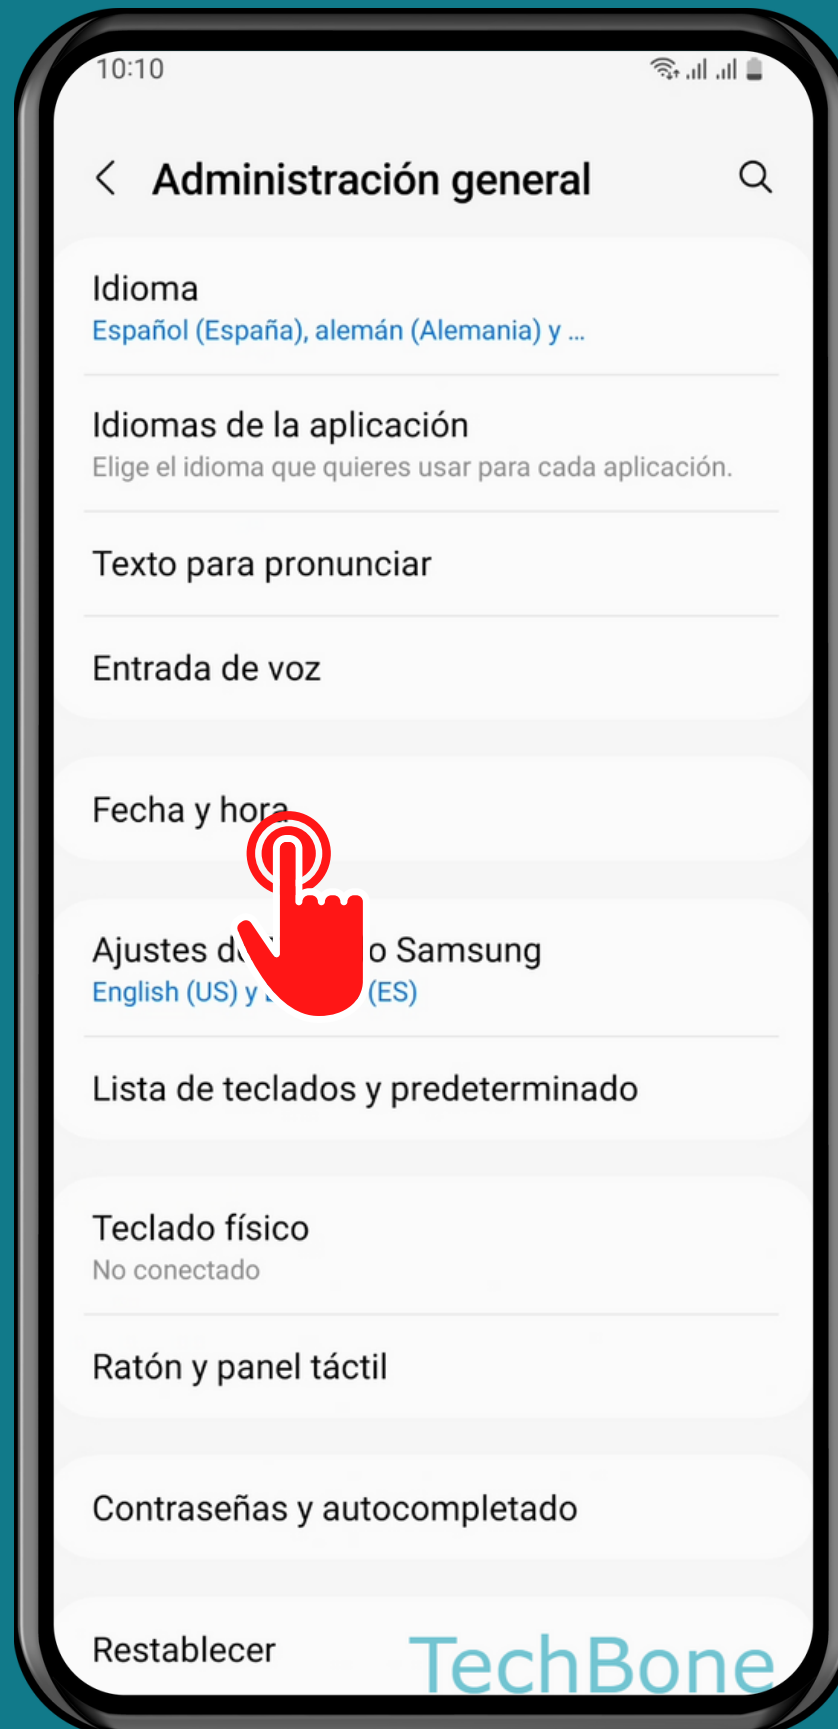 10:10
Administración general
Idioma
Español (España), alemán (Alemania) y ...
Idiomas de la aplicación
Elige el idioma que quieres usar para cada aplicación.
Texto para pronunciar
Entrada de voz
Fecha y hora
Ajustes o Samsung
English (US) y (ES)
Lista de teclados y predeterminado
Teclado físico
No conectado
Ratón y panel táctil
Contraseñas y autocompletado
Restablecer
TechBone